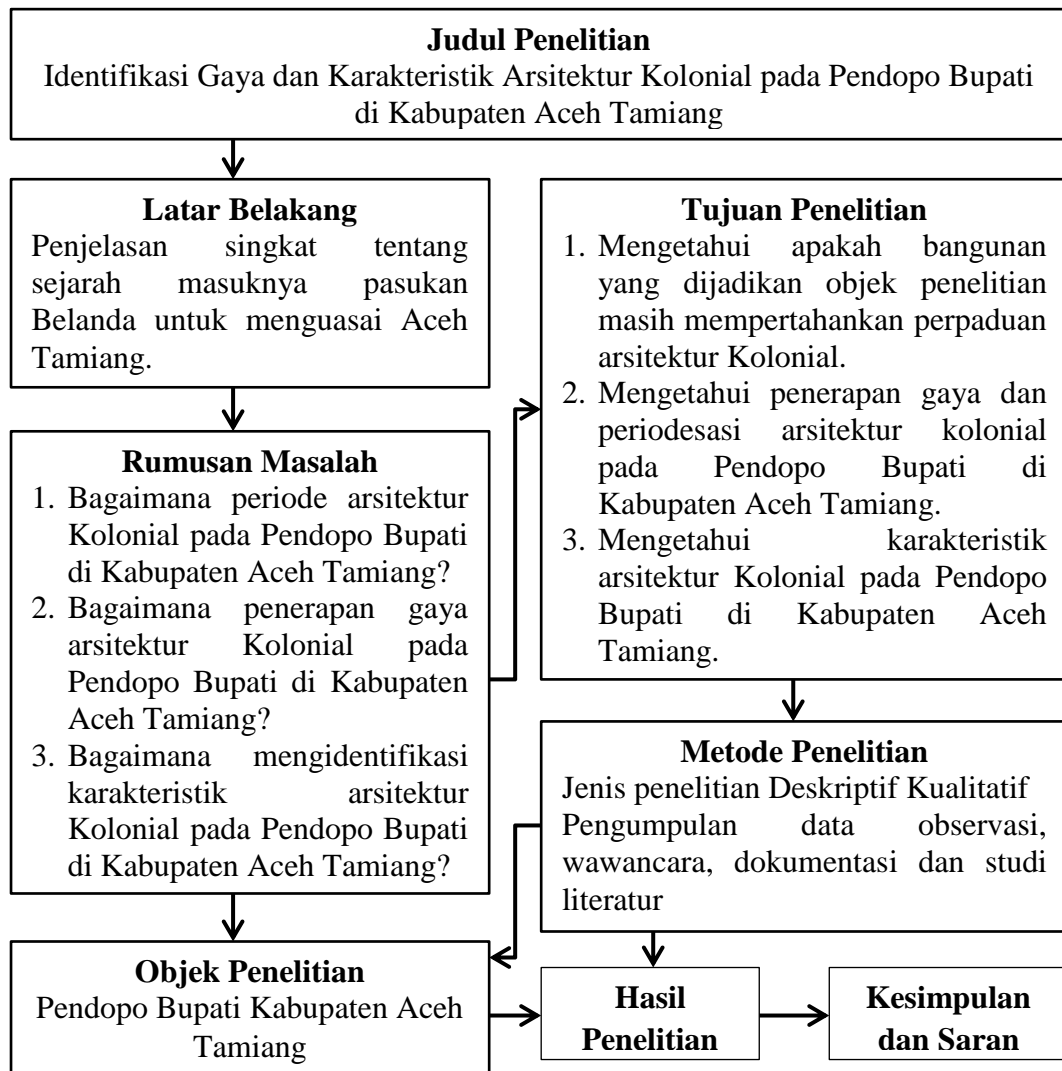 Judul Penelitian
Identifikasi Gaya dan Karakteristik Arsitektur Kolonial pada Pendopo Bupati
di Kabupaten Aceh Tamiang
Latar Belakang
Penjelasan singkat tentang
sejarah masuknya pasukan
Belanda untuk menguasai Aceh
Tamiang.
Rumusan Masalah
1. Bagaimana periode arsitektur
Kolonial pada Pendopo Bupati
di Kabupaten Aceh Tamiang?
2. Bagaimana penerapan gaya
arsitektur Kolonial pada
Pendopo Bupati di Kabupaten
Aceh Tamiang?
3. Bagaimana mengidentifikasi
karakteristik arsitektur
Kolonial pada Pendopo Bupati
di Kabupaten Aceh Tamiang?
Tujuan Penelitian
1. Mengetahui apakah bangunan
yang dijadikan objek penelitian
masih mempertahankan perpaduan
arsitektur Kolonial.
2. Mengetahui penerapan gaya dan
periodesasi arsitektur kolonial
pada Pendopo Bupati di
Kabupaten Aceh Tamiang.
3. Mengetahui karakteristik
arsitektur Kolonial pada Pendopo
Bupati di Kabupaten Aceh
Tamiang.
Metode Penelitian
Jenis penelitian Deskriptif Kualitatif
Pengumpulan data observasi,
wawancara, dokumentasi dan studi
literatur
Objek Penelitian
Pendopo Bupati Kabupaten Aceh
Tamiang
Hasil
Penelitian
Kesimpulan
dan Saran